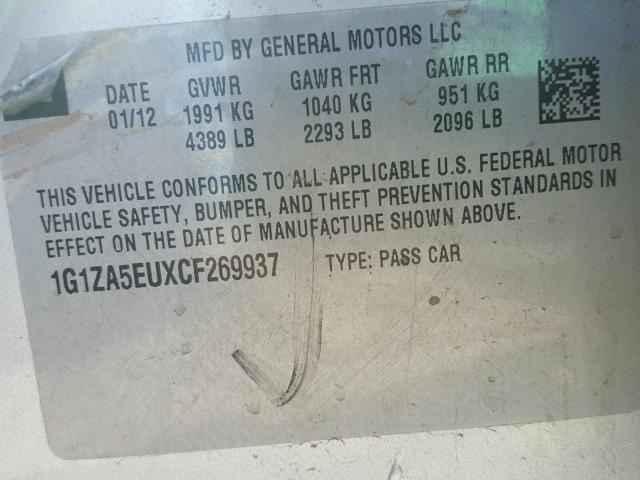 MFD BY GENERAL MOTORS LLC
DATE GVWR GAWR FRT GAWR RR
01/12 1991 KG 1040 KG 951 KG
4389 LB 2293 LB 2096 LB
THIS VEHICLE CONFORMS TO ALL APPLICABLE U.S. FEDERAL MOTOR
VEHICLE SAFETY, BUMPER, AND THEFT PREVENTION STANDARDS IN
EFFECT ON THE DATE OF MANUFACTURE SHOWN ABOVE.
1G1ZA5EUXCF269937 TYPE: PASS CAR